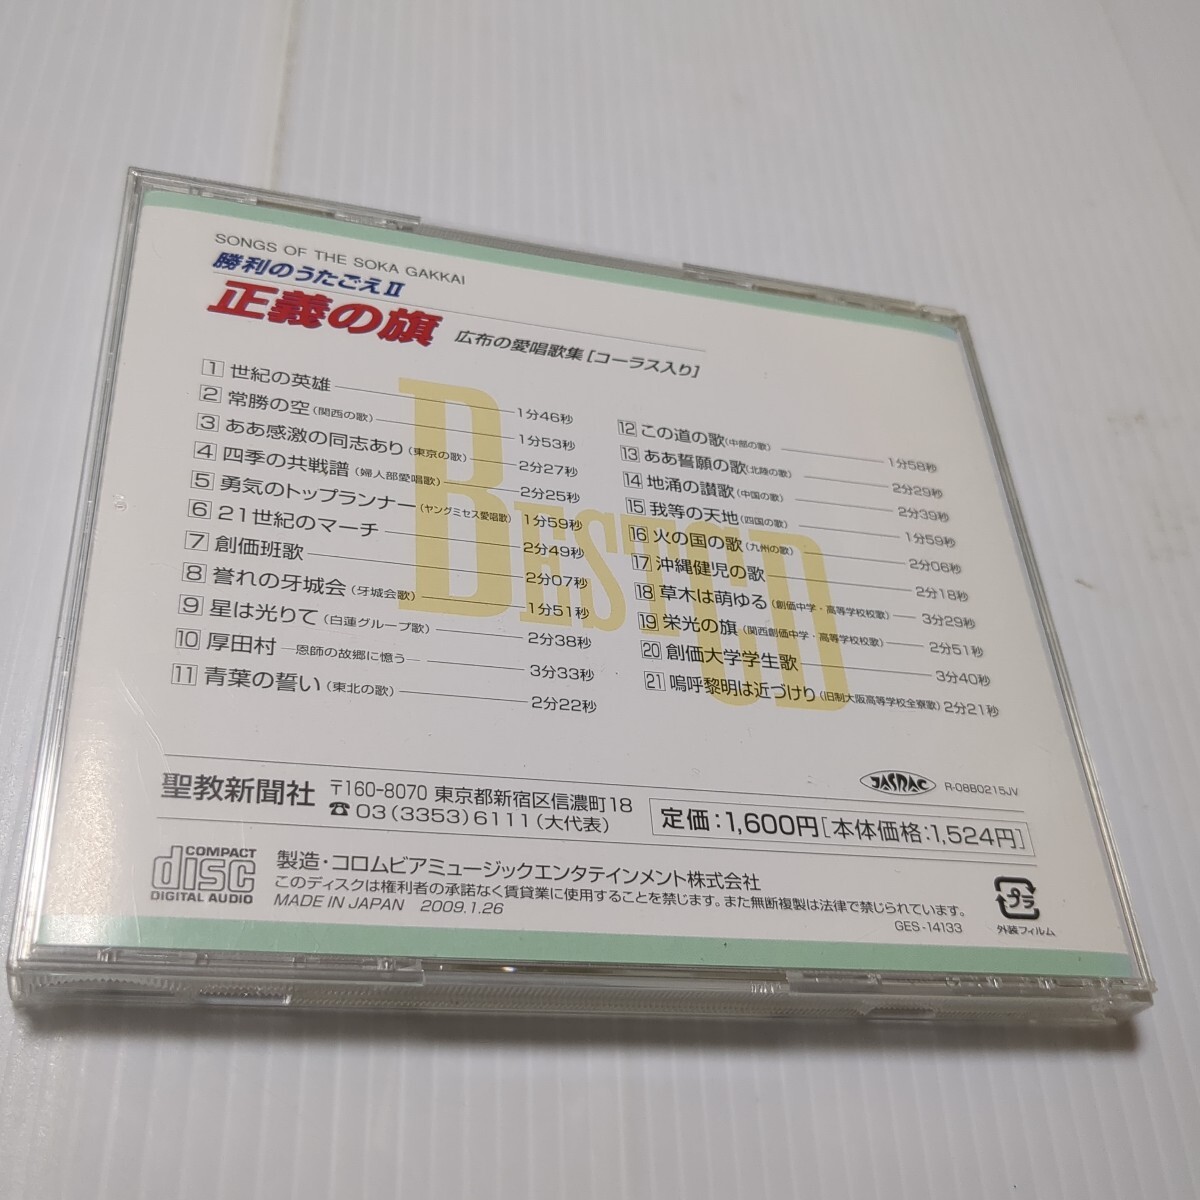 SONGS OF THE SOKA GAKKAI
勝利のうたごえⅡ
正義の旗 広布の愛唱歌集[コーラス入り]
BEST CD
1 世紀の英雄 1分46秒
2 常勝の空(関西の歌) 1分53秒
3 ああ感激の同志あり(東京の歌) 2分27秒
4 四季の共戦譜(婦人部愛唱歌) 2分25秒
5 勇気のトップランナー(ヤングミセス愛唱歌) 1分59秒
6 21世紀のマーチ 2分49秒
7 創価班歌 2分07秒
8 誉れの牙城会(牙城会歌) 1分51秒
9 星は光りて(白蓮グループ歌) 2分38秒
10 厚田村―恩師の故郷に憶う― 3分33秒
11 青葉の誓い(東北の歌) 2分22秒
12 この道の歌(中部の歌) 1分58秒
13 ああ誓願の歌(北陸の歌) 2分29秒
14 地涌の讃歌(中国の歌) 2分39秒
15 我等の天地(四国の歌) 1分59秒
16 火の国の歌(九州の歌) 2分06秒
17 沖縄健児の歌 2分18秒
18 草木は萌ゆる(創価中学・高等学校校歌) 3分29秒
19 栄光の旗(関西創価中学・高等学校校歌) 2分51秒
20 創価大学学生歌 3分40秒
21 嗚呼黎明は近づけり(旧制大阪高等学校全寮歌) 2分21秒
JASRAC R-08B0215JV
聖教新聞社 〒160-8070 東京都新宿区信濃町18
☎03(3353)6111(大代表)
定価:1,600円[本体価格:1,524円]
COMPACT
disc
DIGITAL AUDIO
製造・コロムビアミュージックエンタテインメント株式会社
このディスクは権利者の承諾なく賃貸業に使用することを禁じます。また無断複製は法律で禁じられています。
MADE IN JAPAN 2009.1.26
GES-14133
プラ
外装フィルム